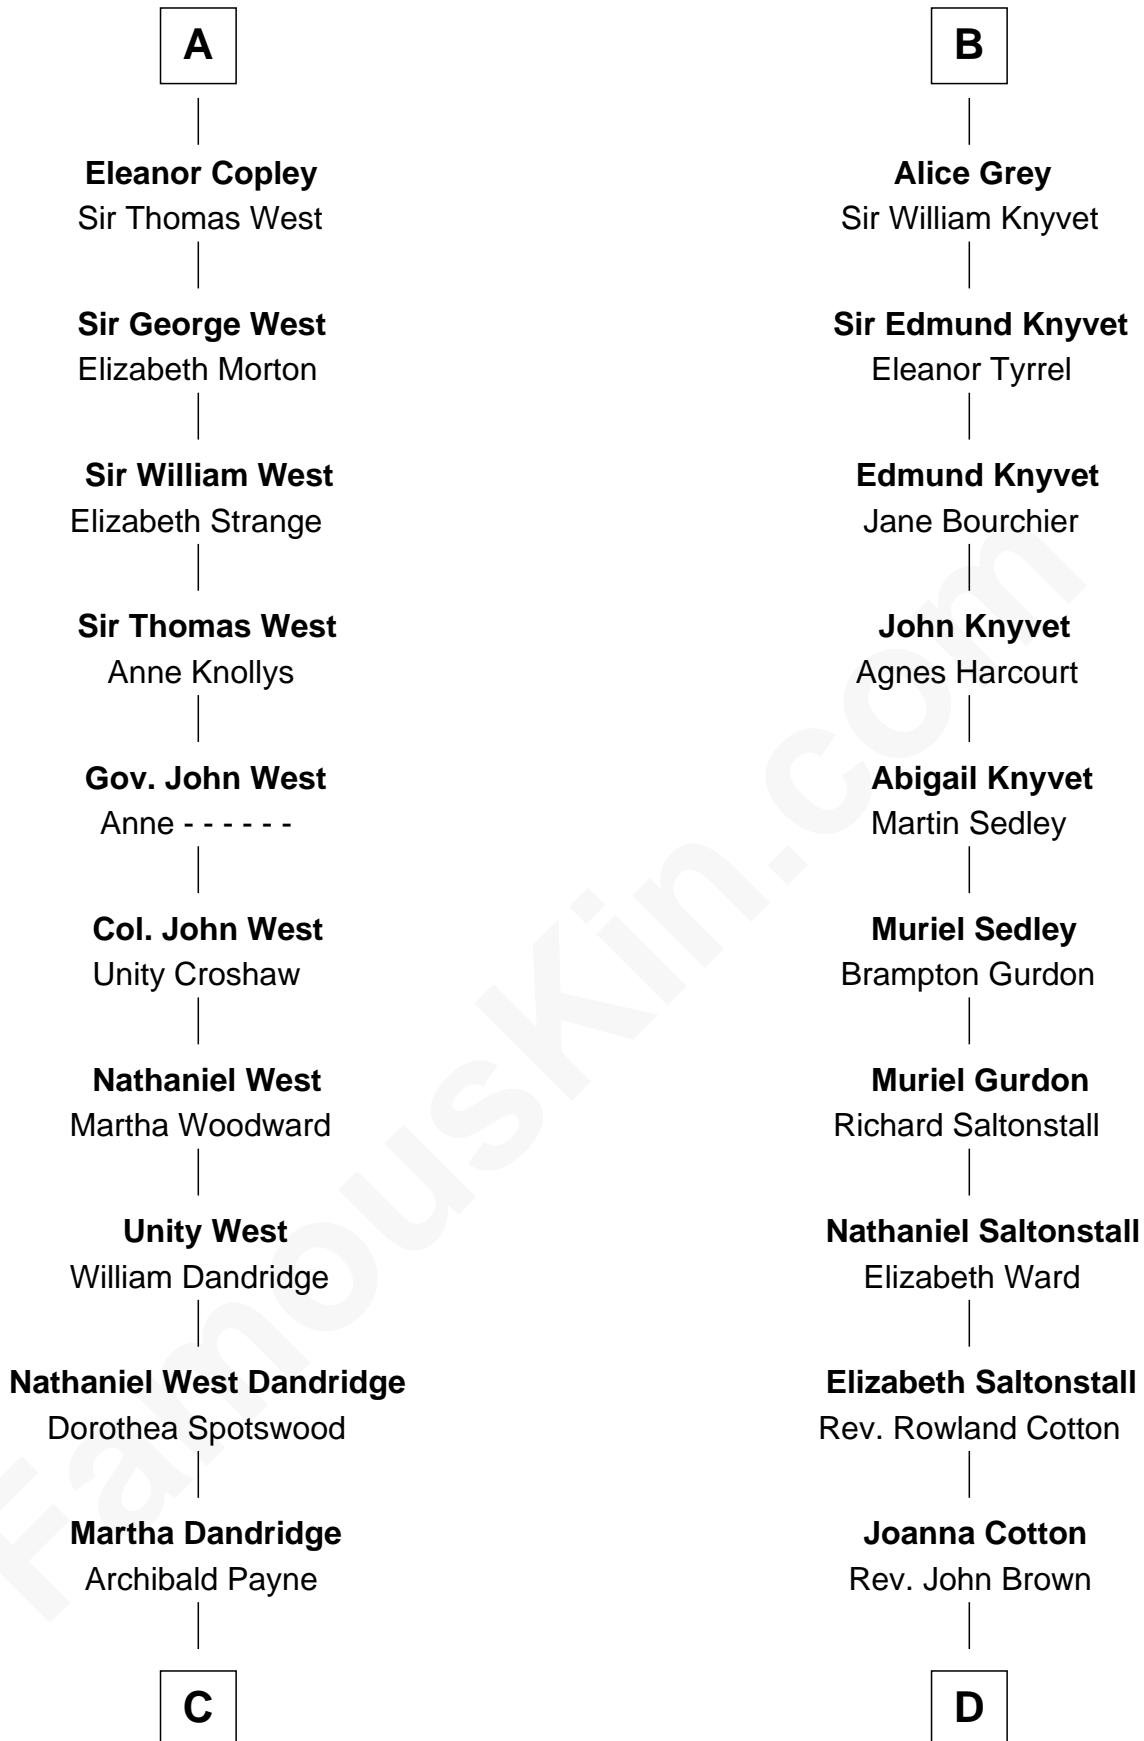 A
Eleanor Copley
Sir Thomas West
Sir George West
Elizabeth Morton
Sir William West
Elizabeth Strange
Sir Thomas West
Anne Knollys
Gov. John West
Anne - - - - - -
Col. John West
Unity Croshaw
Nathaniel West
Martha Woodward
Unity West
William Dandridge
Nathaniel West Dandridge
Dorothea Spotswood
Martha Dandridge
Archibald Payne
C
B
Alice Grey
Sir William Knyvet
Sir Edmund Knyvet
Eleanor Tyrrel
Edmund Knyvet
Jane Bourchier
John Knyvet
Agnes Harcourt
Abigail Knyvet
Martin Sedley
Muriel Sedley
Brampton Gurdon
Muriel Gurdon
Richard Saltonstall
Nathaniel Saltonstall
Elizabeth Ward
Elizabeth Saltonstall
Rev. Rowland Cotton
Joanna Cotton
Rev. John Brown
D
FamousKin.com